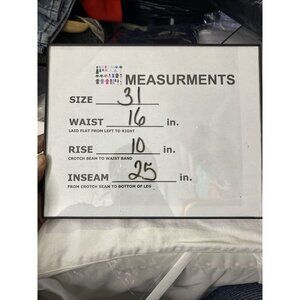 MEASURMENTS
SIZE 31
WAIST 16 in.
LAID FLAT FROM LEFT TO RIGHT
RISE 10 in.
CROTCH SEAM TO WAIST BAND
INSEAM 25 in.
FROM CROTCH SEAM TO BOTTOM OF LEG